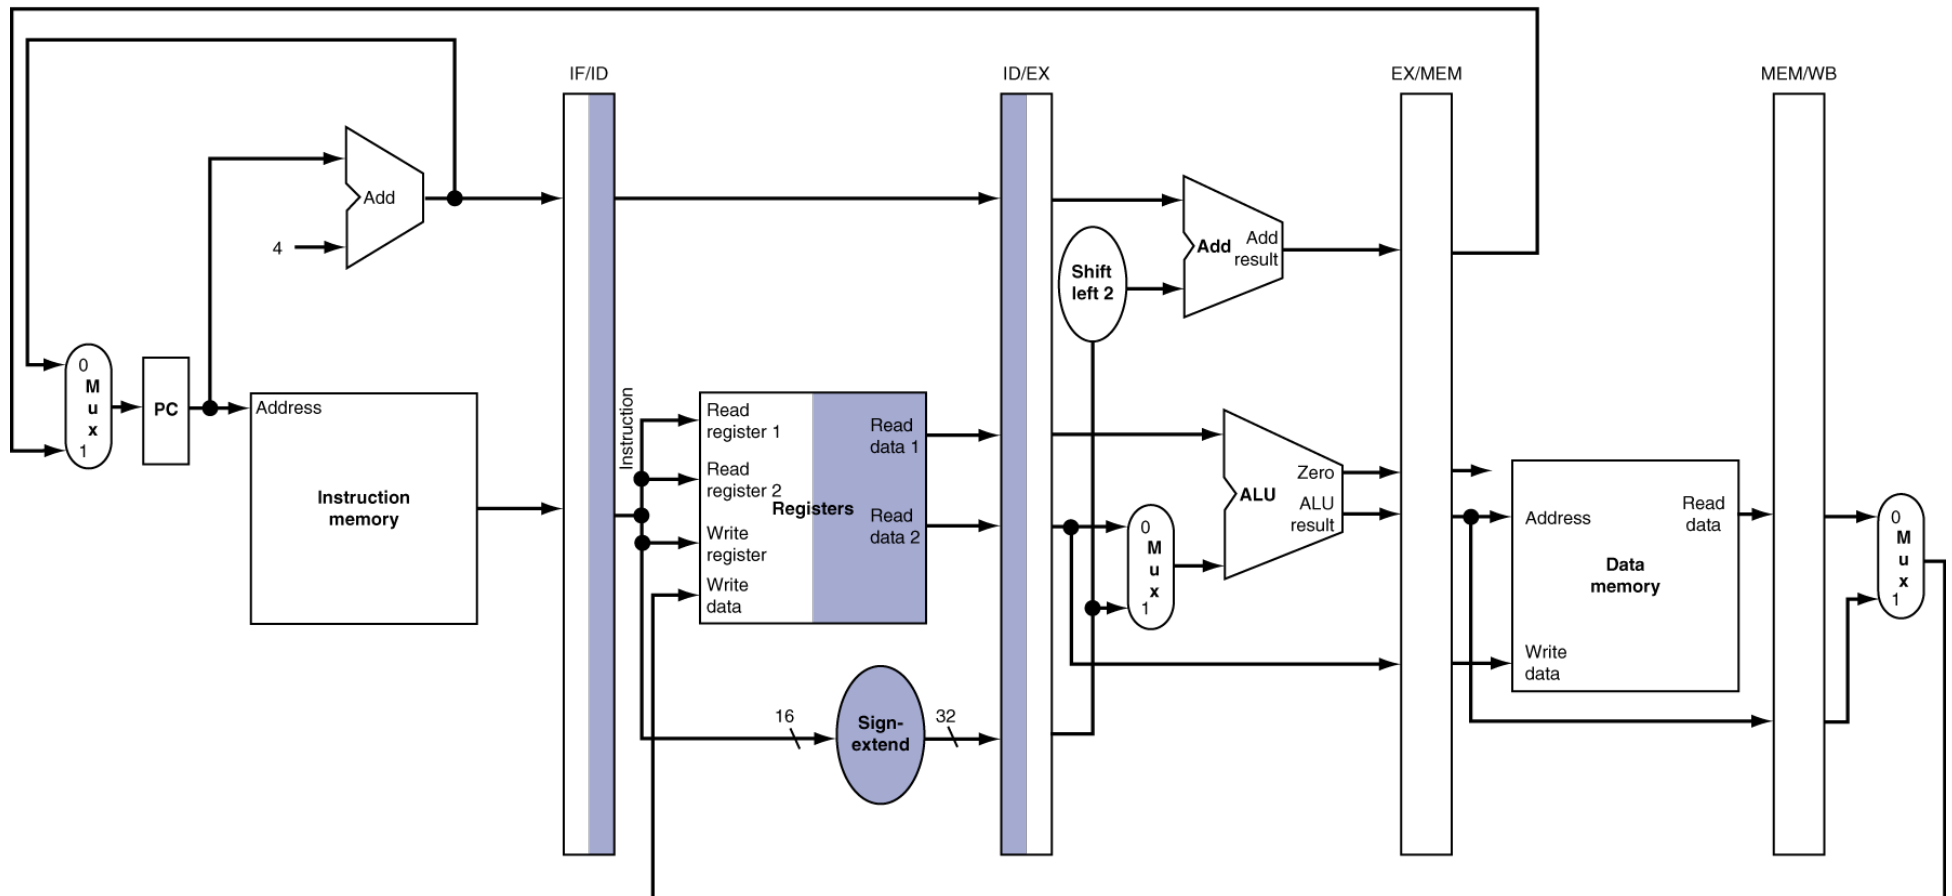 IF/ID
ID/EX
EX/MEM
MEM/WB
Add
4
Add
Add
result
Shift
left 2
0
M
u
x
1
PC
Address
Instruction
memory
Instruction
Read
register 1
Read
register 2
Write
register
Write
data
Registers
Read
data 1
Read
data 2
16
Sign-
extend
32
0
M
u
x
1
ALU
Zero
ALU
result
Address
Read
data
Data
memory
Write
data
0
M
u
x
1